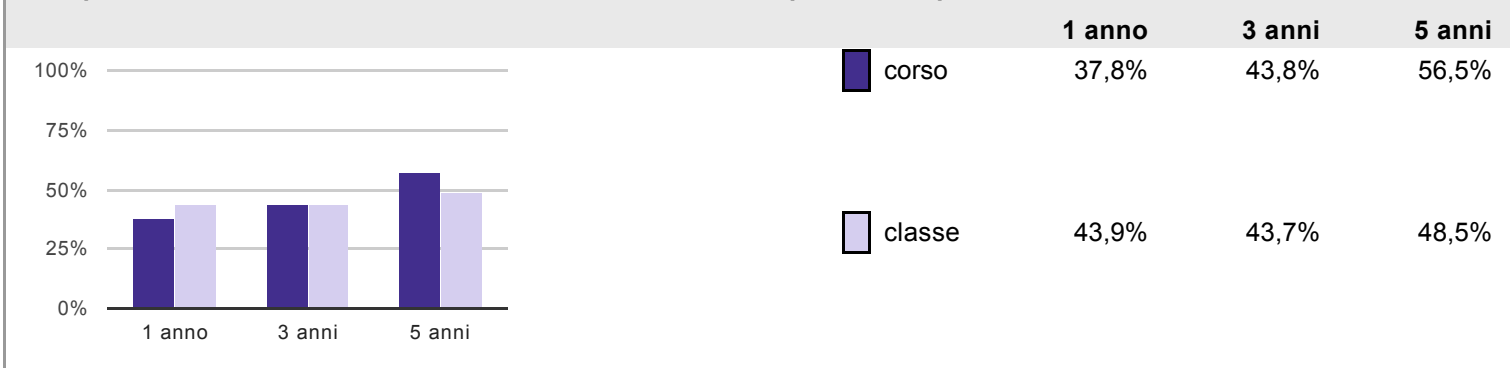 1 anno 3 anni 5 anni
100%
75%
50%
25%
0%
1 anno 3 anni 5 anni
corso 37,8% 43,8% 56,5%
classe 43,9% 43,7% 48,5%